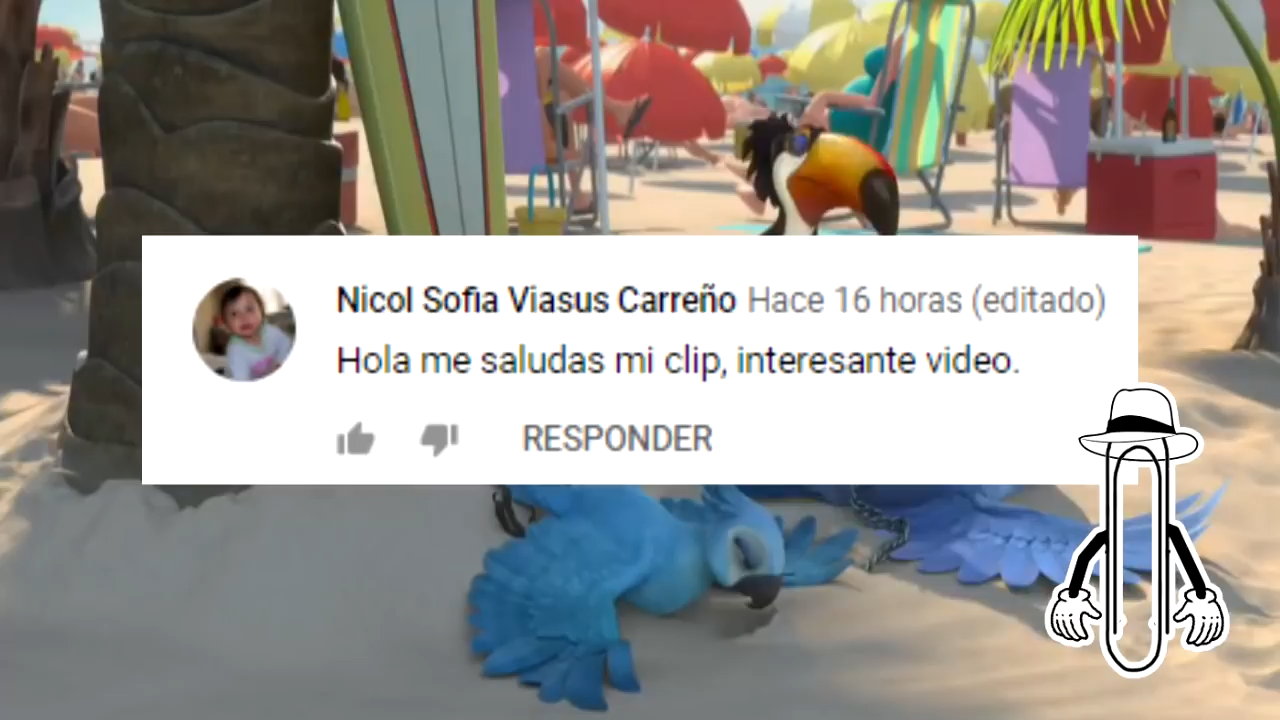 Nicol Sofia Viasus Carreño Hace 16 horas (editado)
Hola me saludas mi clip, interesante video.
RESPONDER